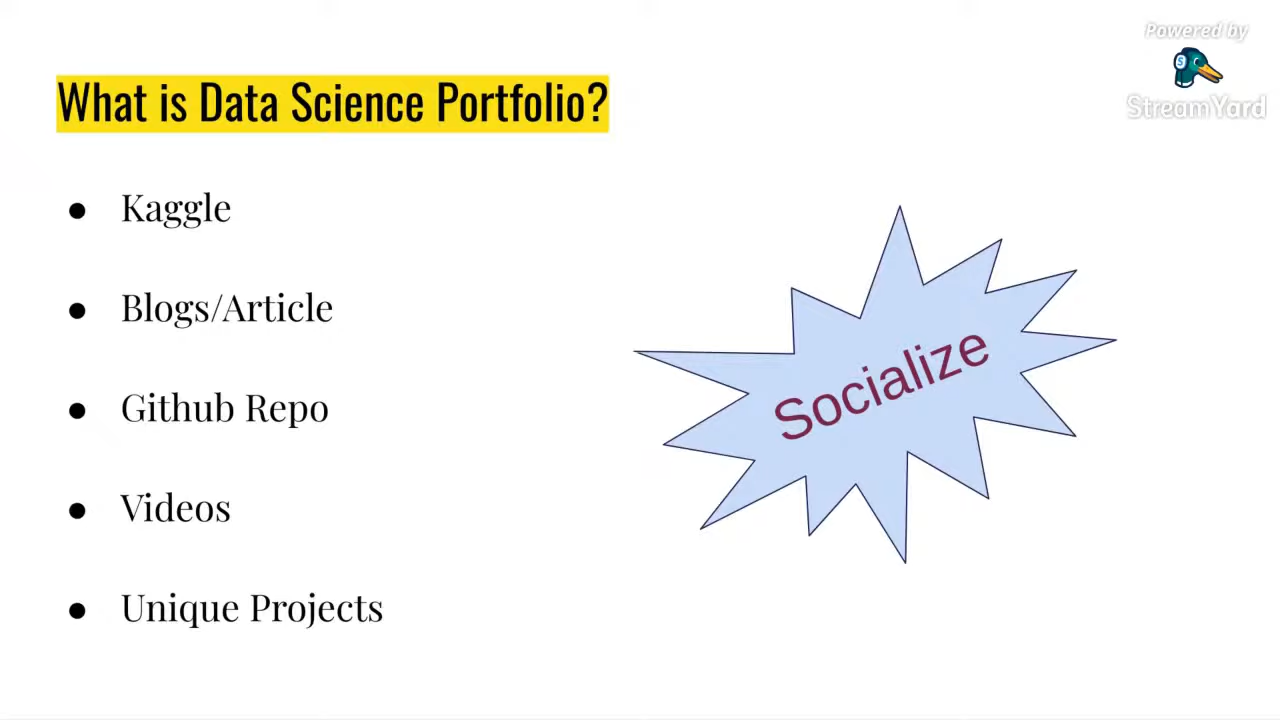 Powered by
StreamYard
What is Data Science Portfolio?
● Kaggle
● Blogs/Article
● Github Repo
● Videos
● Unique Projects
Socialize